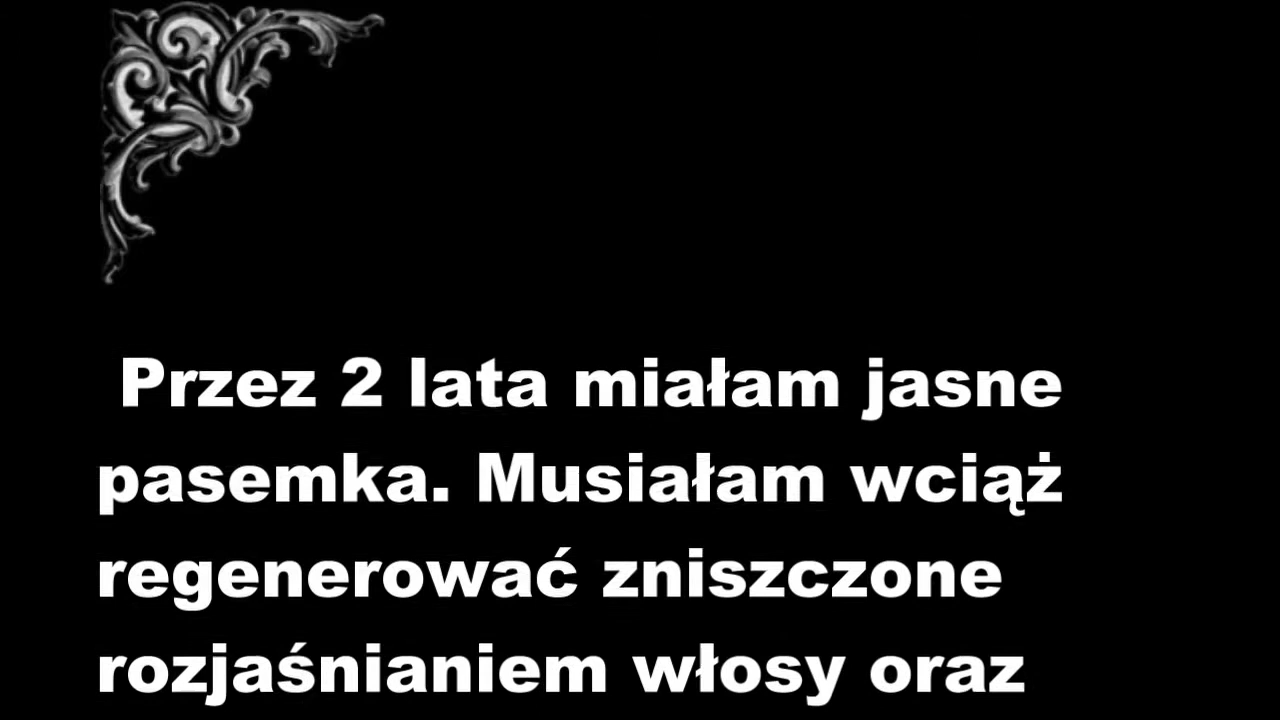 Przez 2 lata miałam jasne
pasemka. Musiałam wciąż
regenerować zniszczone
rozjaśnianiem włosy oraz